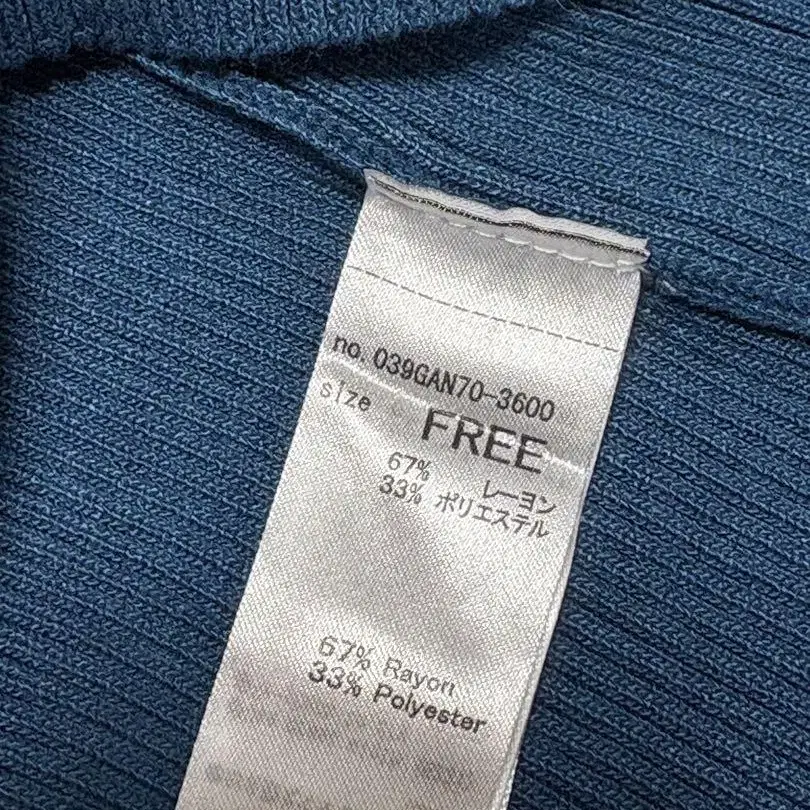 no. 039GAN70-3600
size FREE
67% レーヨン
33% ポリエステル
67% Rayon
33% Polyester